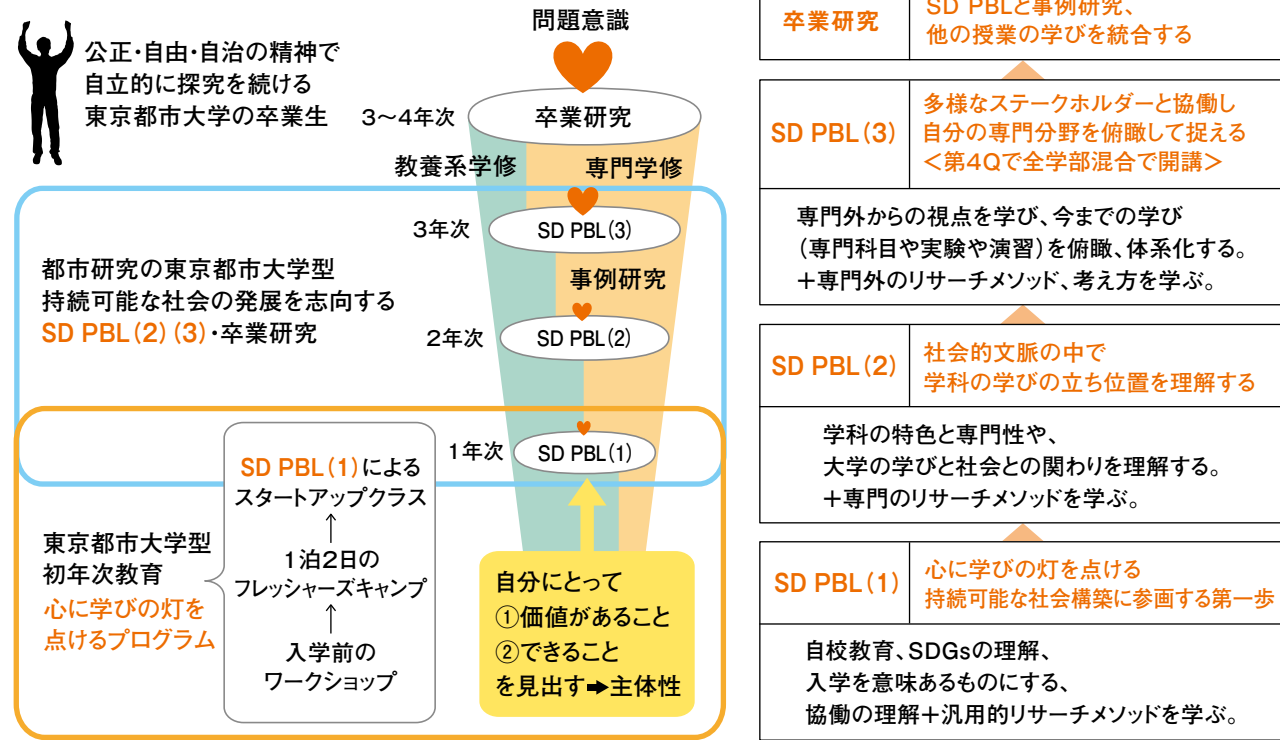 問題意識
公正・自由・自治の精神で
自立的に探究を続ける
東京都市大学の卒業生
3〜4年次
卒業研究
教養系学修
専門学修
3年次
SD PBL(3)
事例研究
都市研究の東京都市大学型
持続可能な社会の発展を志向する
SD PBL(2)(3)・卒業研究
2年次
SD PBL(2)
1年次
SD PBL(1)
東京都市大学型
初年次教育
心に学びの灯を
点けるプログラム
SD PBL(1)による
スタートアップクラス
↑
1泊2日の
フレッシャーズキャンプ
↑
入学前の
ワークショップ
自分にとって
①価値があること
②できること
を見出す➡主体性
卒業研究
SD PBLと事例研究、
他の授業の学びを統合する
SD PBL(3)
多様なステークホルダーと協働し
自分の専門分野を俯瞰して捉える
<第4Qで全学部混合で開講>
専門外からの視点を学び、今までの学び
(専門科目や実験や演習)を俯瞰、体系化する。
+専門外のリサーチメソッド、考え方を学ぶ。
SD PBL(2)
社会的文脈の中で
学科の学びの立ち位置を理解する
学科の特色と専門性や、
大学の学びと社会との関わりを理解する。
+専門のリサーチメソッドを学ぶ。
SD PBL(1)
心に学びの灯を点ける
持続可能な社会構築に参画する第一歩
自校教育、SDGsの理解、
入学を意味あるものにする、
協働の理解+汎用的リサーチメソッドを学ぶ。